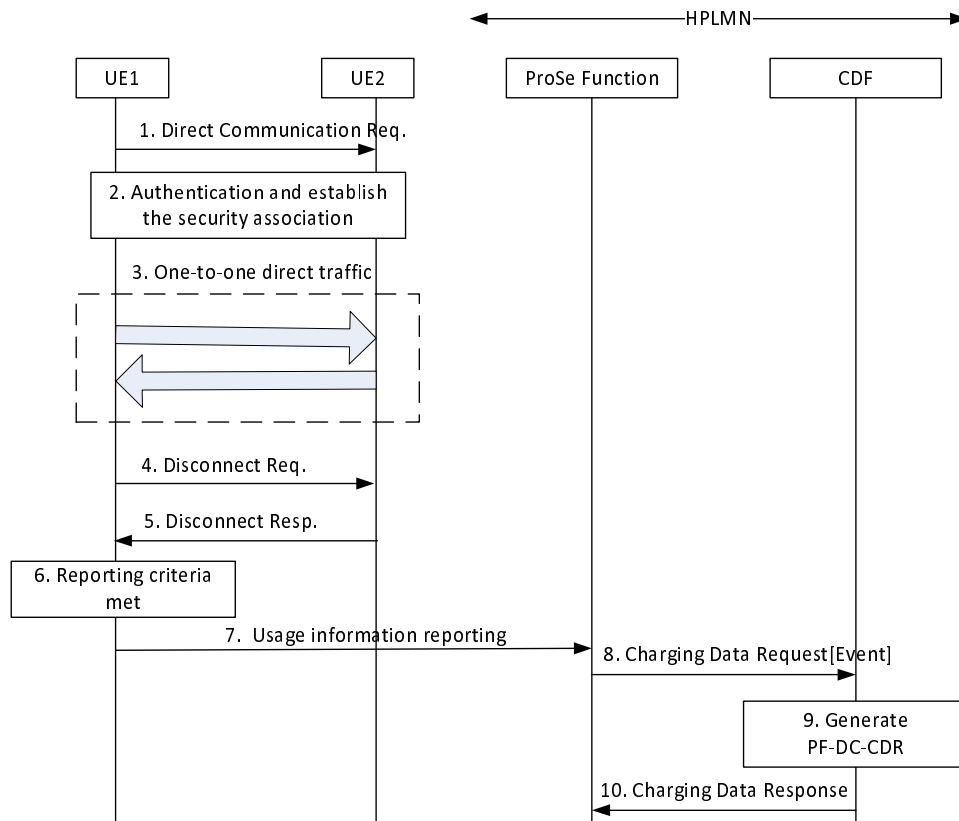 HPLMN
UE1
UE2
ProSe Function
CDF
1. Direct Communication Req.
2. Authentication and establish
the security association
3. One-to-one direct traffic
4. Disconnect Req.
5. Disconnect Resp.
6. Reporting criteria
met
7. Usage information reporting
8. Charging Data Request[Event]
9. Generate
PF-DC-CDR
10. Charging Data Response